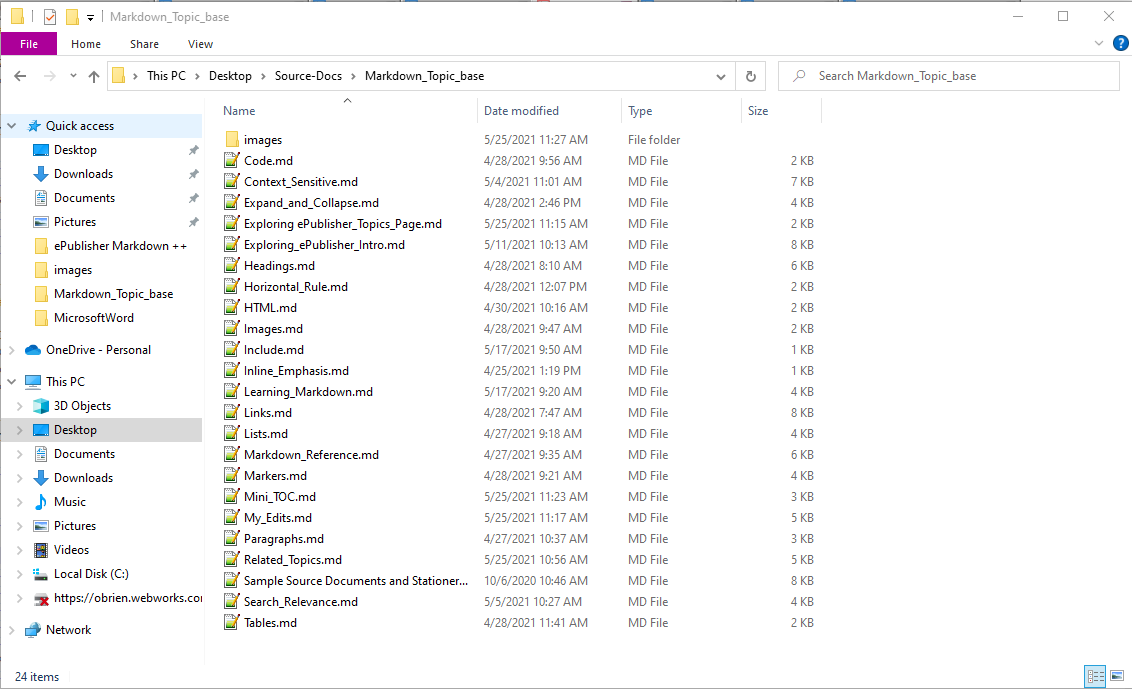 Markdown_Topic_base
File Home Share View
This PC Desktop Source-Docs Markdown_Topic_base Search Markdown_Topic_base
Name Date modified Type Size
Quick access
Desktop
Downloads
Documents
Pictures
ePublisher Markdown ++
images
Markdown_Topic_base
MicrosoftWord
OneDrive - Personal
This PC
3D Objects
Desktop
Documents
Downloads
Music
Pictures
Videos
Local Disk (C:)
https://obrien.webworks.co
Network
images 5/25/2021 11:27 AM File folder
Code.md 4/28/2021 9:56 AM MD File 2 KB
Context_Sensitive.md 5/4/2021 11:01 AM MD File 7 KB
Expand_and_Collapse.md 4/28/2021 2:46 PM MD File 4 KB
Exploring ePublisher_Topics_Page.md 5/25/2021 11:15 AM MD File 2 KB
Exploring_ePublisher_Intro.md 5/11/2021 10:13 AM MD File 8 KB
Headings.md 4/28/2021 8:10 AM MD File 6 KB
Horizontal_Rule.md 4/28/2021 12:07 PM MD File 2 KB
HTML.md 4/30/2021 10:16 AM MD File 2 KB
Images.md 4/28/2021 9:47 AM MD File 2 KB
Include.md 5/17/2021 9:50 AM MD File 1 KB
Inline_Emphasis.md 4/25/2021 1:19 PM MD File 1 KB
Learning_Markdown.md 5/17/2021 9:20 AM MD File 4 KB
Links.md 4/28/2021 7:47 AM MD File 8 KB
Lists.md 4/27/2021 9:18 AM MD File 4 KB
Markdown_Reference.md 4/27/2021 9:35 AM MD File 6 KB
Markers.md 4/28/2021 9:21 AM MD File 4 KB
Mini_TOC.md 5/25/2021 11:23 AM MD File 3 KB
My_Edits.md 5/25/2021 11:17 AM MD File 5 KB
Paragraphs.md 4/27/2021 10:37 AM MD File 3 KB
Related_Topics.md 5/25/2021 10:56 AM MD File 5 KB
Sample Source Documents and Stationer... 10/6/2020 10:46 AM MD File 8 KB
Search_Relevance.md 5/5/2021 10:27 AM MD File 4 KB
Tables.md 4/28/2021 11:41 AM MD File 2 KB
24 items